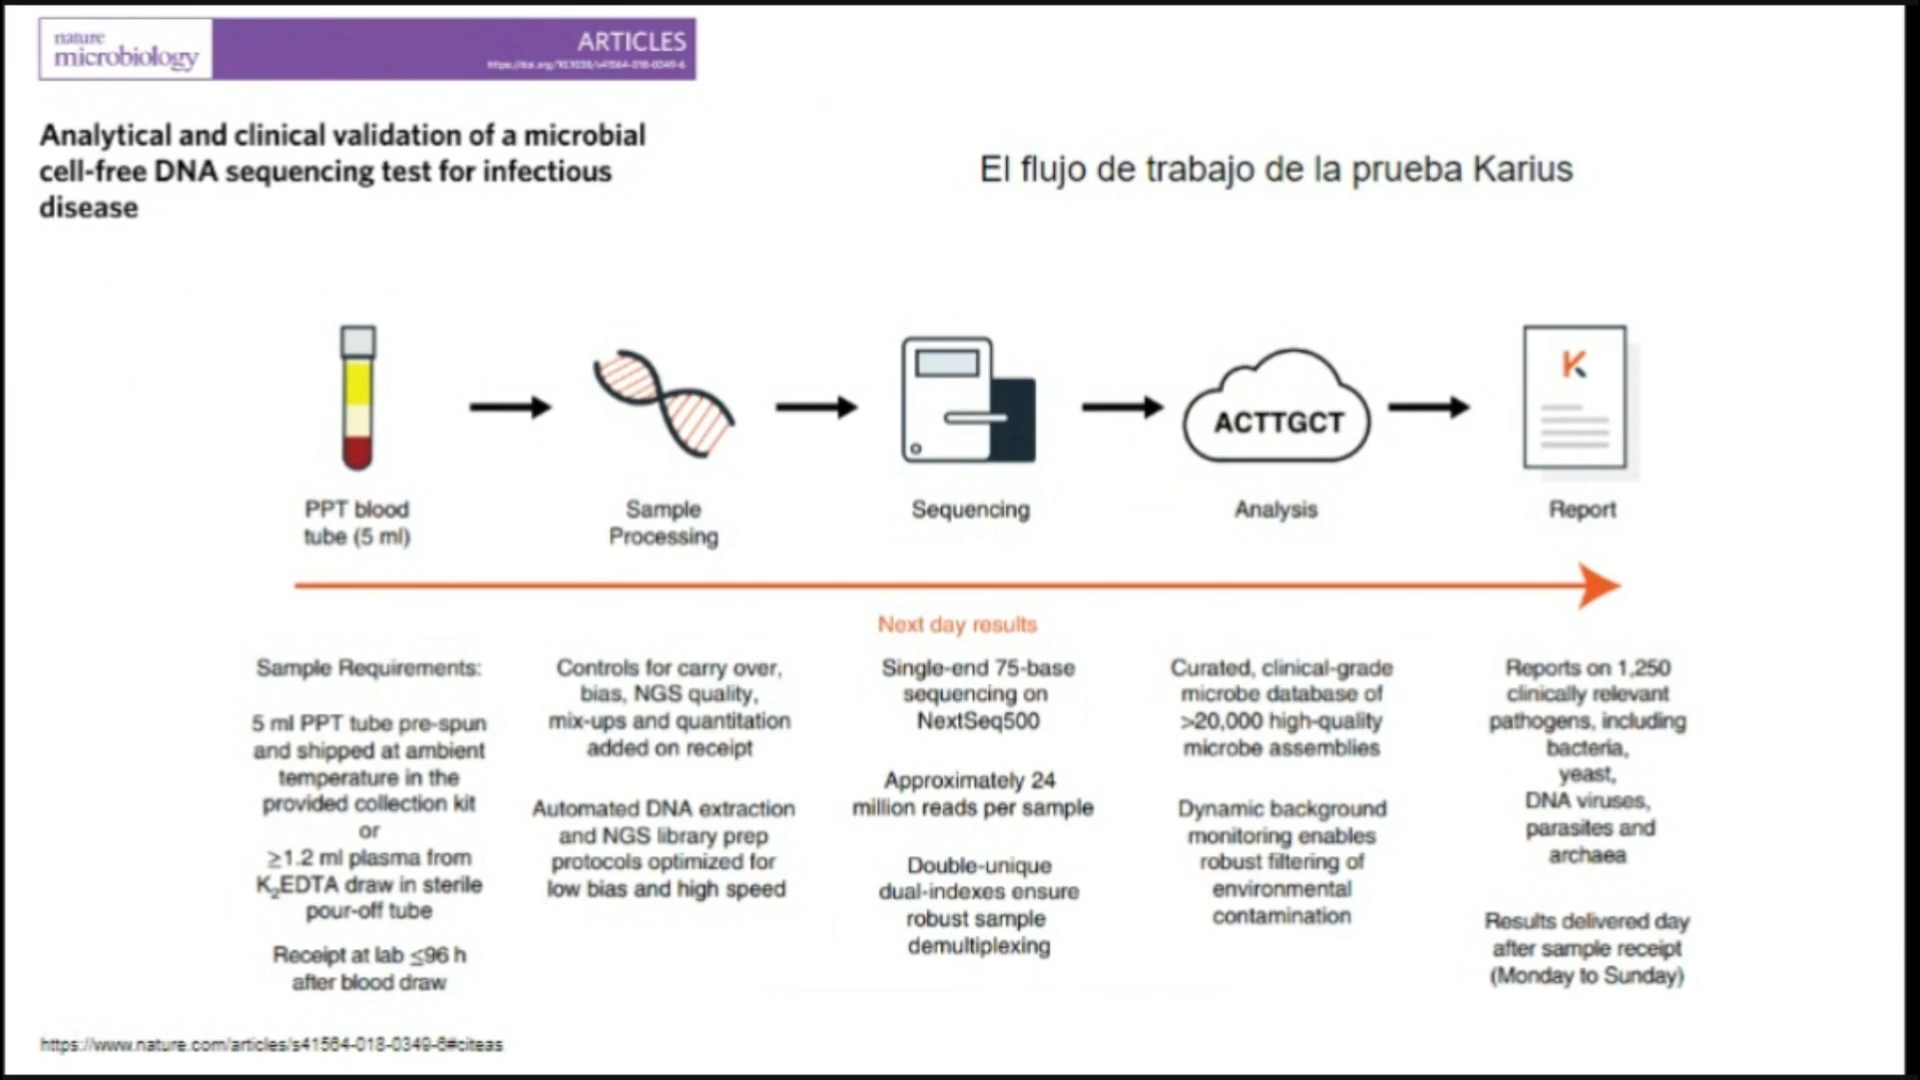 nature
microbiology
ARTICLES
https://doi.org/10.1038/s41564-018-0349-6
Analytical and clinical validation of a microbial
cell-free DNA sequencing test for infectious
disease
El flujo de trabajo de la prueba Karius
ACTTGCT
K
PPT blood
tube (5 ml)
Sample
Processing
Sequencing
Analysis
Report
Next day results
Sample Requirements:
5 ml PPT tube pre-spun
and shipped at ambient
temperature in the
provided collection kit
or
≥1.2 ml plasma from
K₂EDTA draw in sterile
pour-off tube
Receipt at lab ≤96 h
after blood draw
Controls for carry over,
bias, NGS quality,
mix-ups and quantitation
added on receipt
Automated DNA extraction
and NGS library prep
protocols optimized for
low bias and high speed
Single-end 75-base
sequencing on
NextSeq500
Approximately 24
million reads per sample
Double-unique
dual-indexes ensure
robust sample
demultiplexing
Curated, clinical-grade
microbe database of
>20,000 high-quality
microbe assemblies
Dynamic background
monitoring enables
robust filtering of
environmental
contamination
Reports on 1,250
clinically relevant
pathogens, including
bacteria,
yeast,
DNA viruses,
parasites and
archaea
Results delivered day
after sample receipt
(Monday to Sunday)
https://www.nature.com/articles/s41564-018-0349-6#citeas